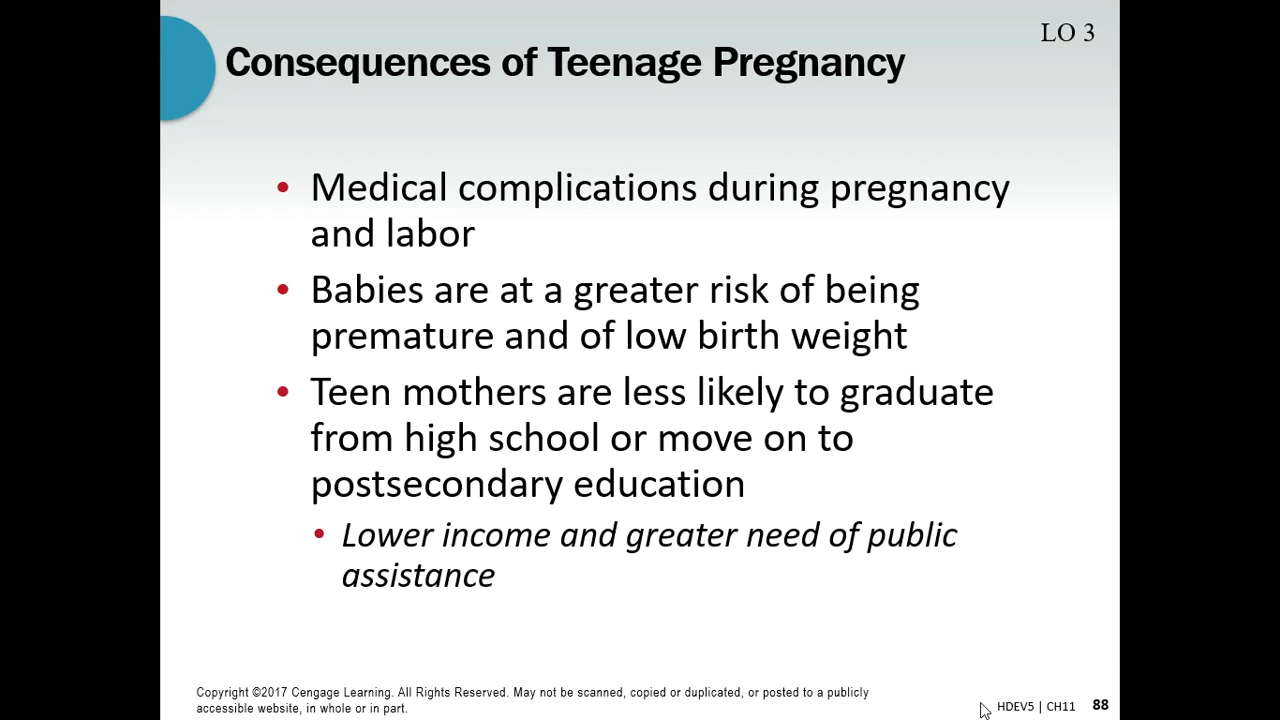 LO 3
Consequences of Teenage Pregnancy
• Medical complications during pregnancy
and labor
• Babies are at a greater risk of being
premature and of low birth weight
• Teen mothers are less likely to graduate
from high school or move on to
postsecondary education
• Lower income and greater need of public
assistance
Copyright ©2017 Cengage Learning. All Rights Reserved. May not be scanned, copied or duplicated, or posted to a publicly
accessible website, in whole or in part.
HDEV5 | CH11 88